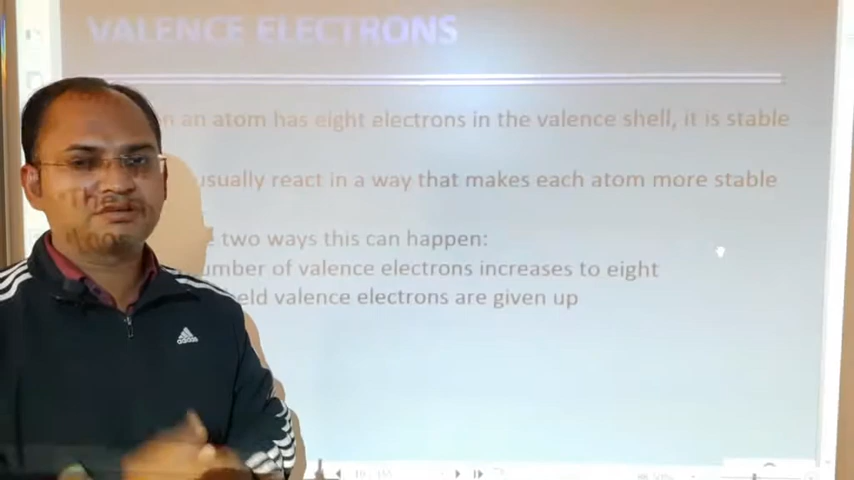 VALENCE ELECTRONS
an atom has eight electrons in the valence shell, it is stable
usually react in a way that makes each atom more stable
two ways this can happen:
of valence electrons increases to eight
valence electrons are given up
adidas